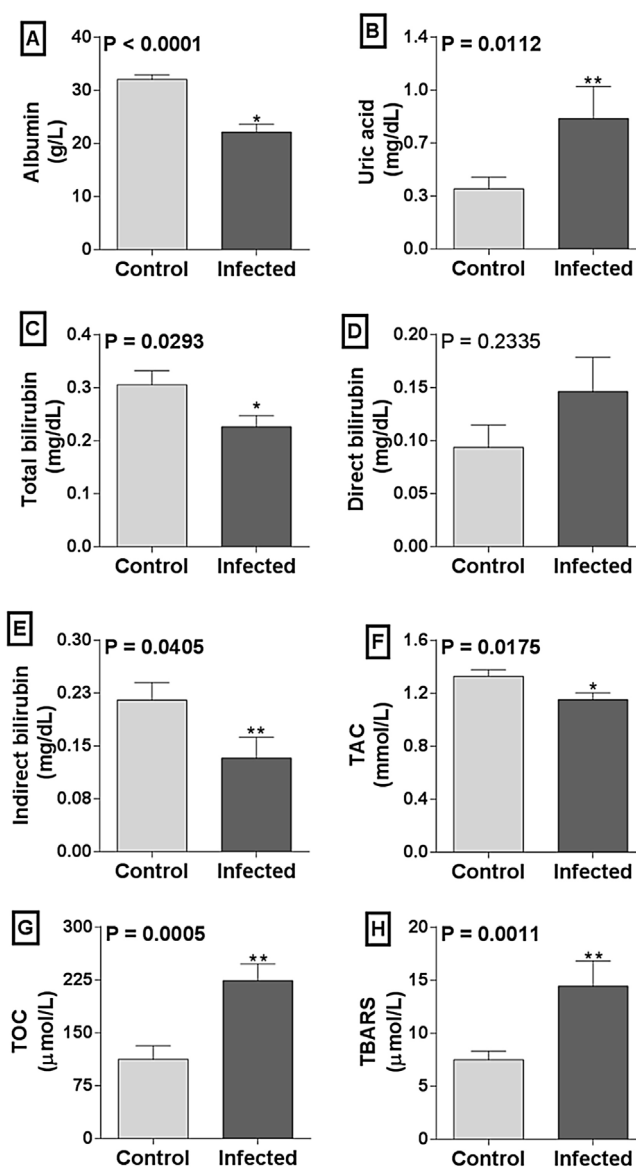 A
P < 0.0001
Albumin
(g/L)
40
30
20
10
0
*
Control
Infected
B
P = 0.0112
Uric acid
(mg/dL)
1.4
1.0
0.7
0.3
0.0
**
Control
Infected
C
P = 0.0293
Total bilirubin
(mg/dL)
0.4
0.3
0.2
0.1
0.0
*
Control
Infected
D
P = 0.2335
Direct bilirubin
(mg/dL)
0.20
0.15
0.10
0.05
0.00
Control
Infected
E
P = 0.0405
Indirect bilirubin
(mg/dL)
0.30
0.23
0.15
0.08
0.00
**
Control
Infected
F
P = 0.0175
TAC
(mmol/L)
1.6
1.2
0.8
0.4
0.0
*
Control
Infected
G
P = 0.0005
TOC
(μmol/L)
300
225
150
75
0
**
Control
Infected
H
P = 0.0011
TBARS
(μmol/L)
20
15
10
5
0
**
Control
Infected